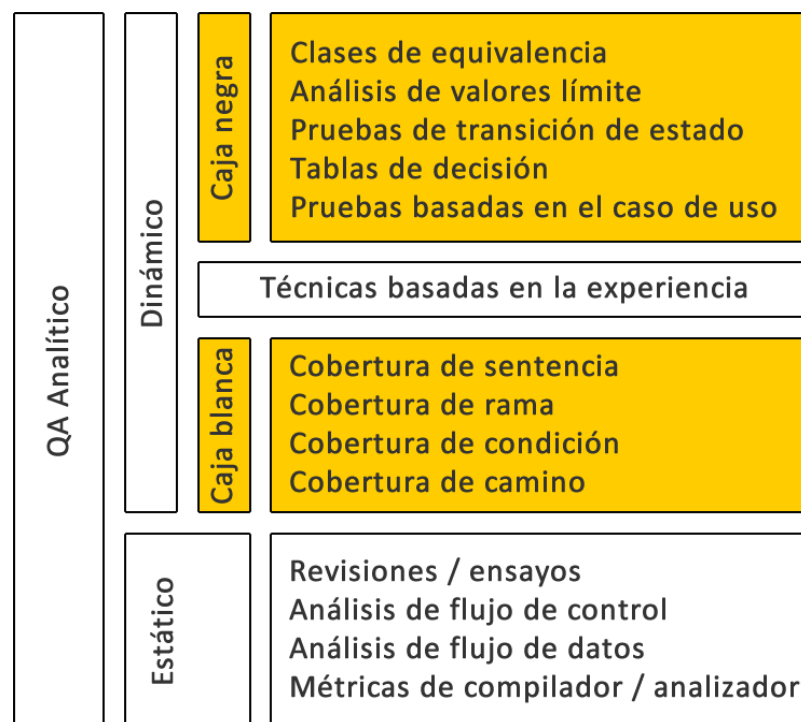 QA Analítico
Dinámico
Caja negra
Clases de equivalencia
Análisis de valores límite
Pruebas de transición de estado
Tablas de decisión
Pruebas basadas en el caso de uso
Técnicas basadas en la experiencia
Caja blanca
Cobertura de sentencia
Cobertura de rama
Cobertura de condición
Cobertura de camino
Estático
Revisiones / ensayos
Análisis de flujo de control
Análisis de flujo de datos
Métricas de compilador / analizador